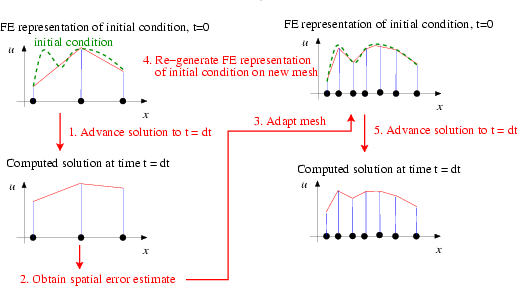 FE representation of initial condition, t=0
initial condition
u
x
1. Advance solution to t = dt
Computed solution at time t = dt
u
x
2. Obtain spatial error estimate
3. Adapt mesh
FE representation of initial condition, t=0
u
4. Re-generate FE representation
of initial condition on new mesh
x
5. Advance solution to t = dt
Computed solution at time t = dt
u
x